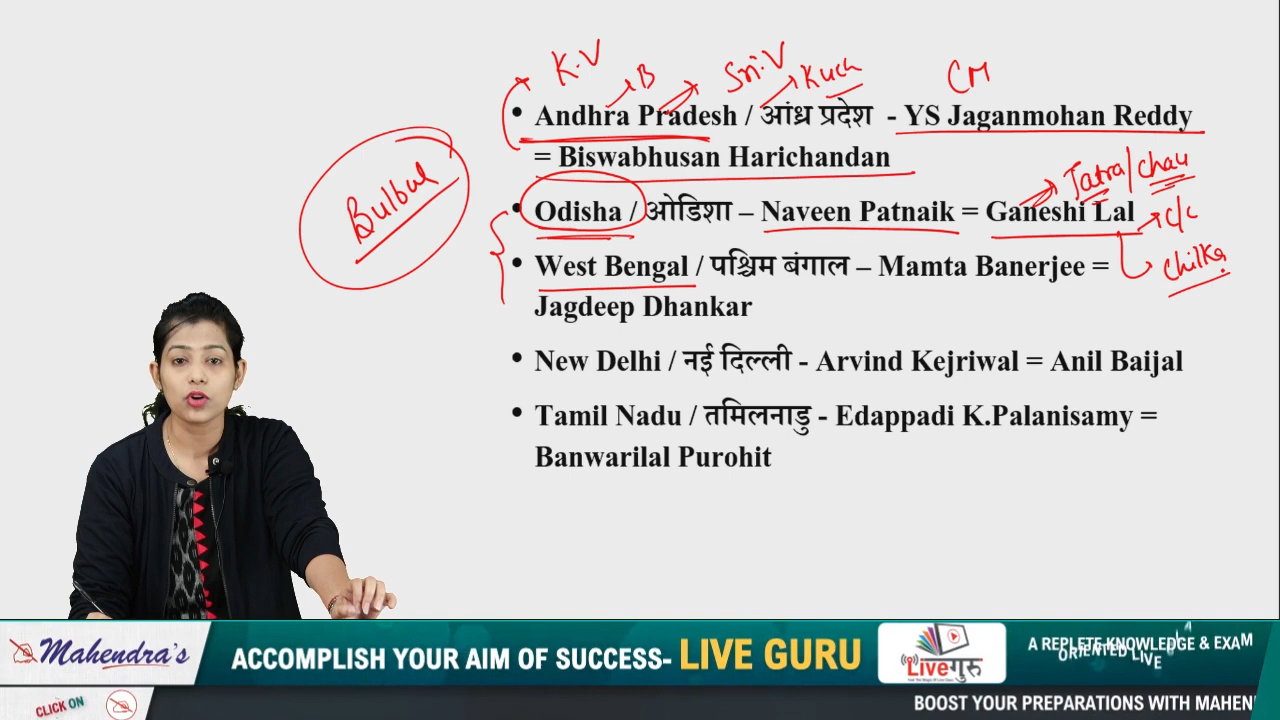 K.V
B
Sri.V
Kuch
CM
• Andhra Pradesh / आंध्र प्रदेश - YS Jaganmohan Reddy
= Biswabhusan Harichandan
Bulbul
Jatra/Chau
• Odisha / ओडिशा – Naveen Patnaik = Ganeshi Lal
C/C
• West Bengal / पश्चिम बंगाल – Mamta Banerjee =
Chilka
Jagdeep Dhankar
• New Delhi / नई दिल्ली - Arvind Kejriwal = Anil Baijal
• Tamil Nadu / तमिलनाडु - Edappadi K.Palanisamy =
Banwarilal Purohit
Mahendra's
ACCOMPLISH YOUR AIM OF SUCCESS- LIVE GURU
Liveगुरू
A REPLETE KNOWLEDGE & EXAM
ORIENTED LIVE
CLICK ON
BOOST YOUR PREPARATIONS WITH MAHEN